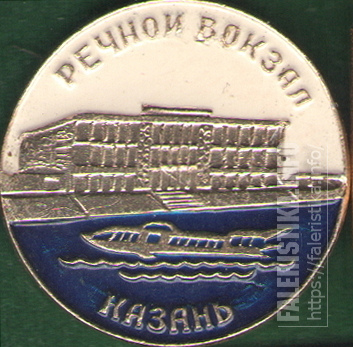 РЕЧНОЙ ВОКЗАЛ
КАЗАНЬ
FALERISTIKA.info
https://faleristika.info